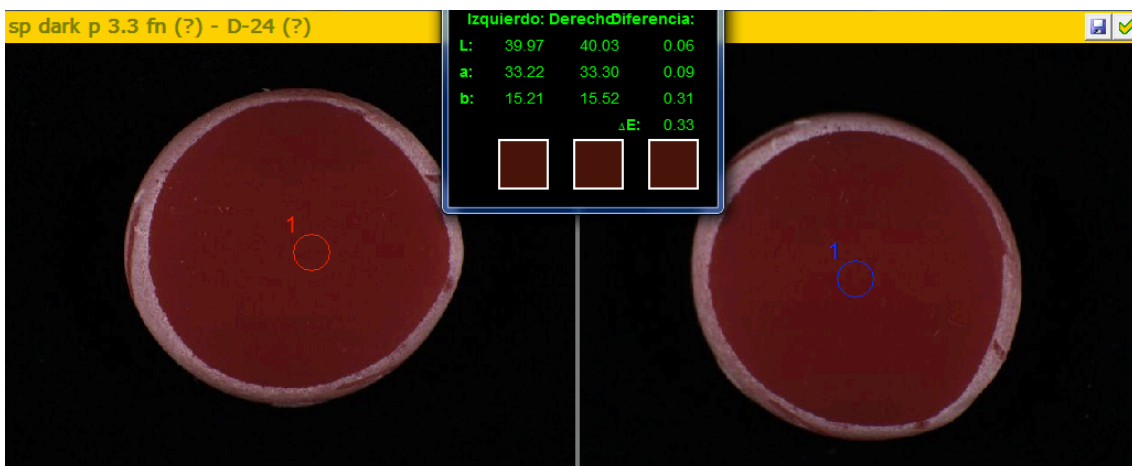 sp dark p 3.3 fn (?) - D-24 (?)
Izquierdo: Derecho Diferencia:
L: 39.97 40.03 0.06
a: 33.22 33.30 0.09
b: 15.21 15.52 0.31
ΔE: 0.33
1
1